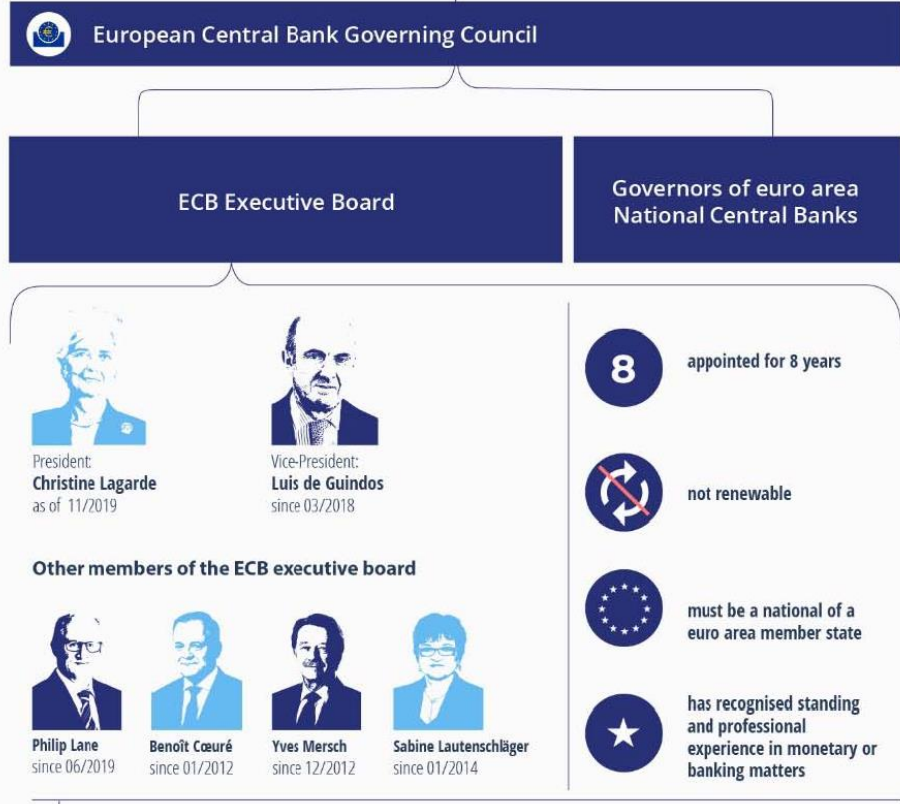 European Central Bank Governing Council
ECB Executive Board
Governors of euro area
National Central Banks
President:
Christine Lagarde
as of 11/2019
Vice-President:
Luis de Guindos
since 03/2018
Other members of the ECB executive board
Philip Lane
since 06/2019
Benoît Cœuré
since 01/2012
Yves Mersch
since 12/2012
Sabine Lautenschläger
since 01/2014
8
appointed for 8 years
not renewable
must be a national of a
euro area member state
has recognised standing
and professional
experience in monetary or
banking matters